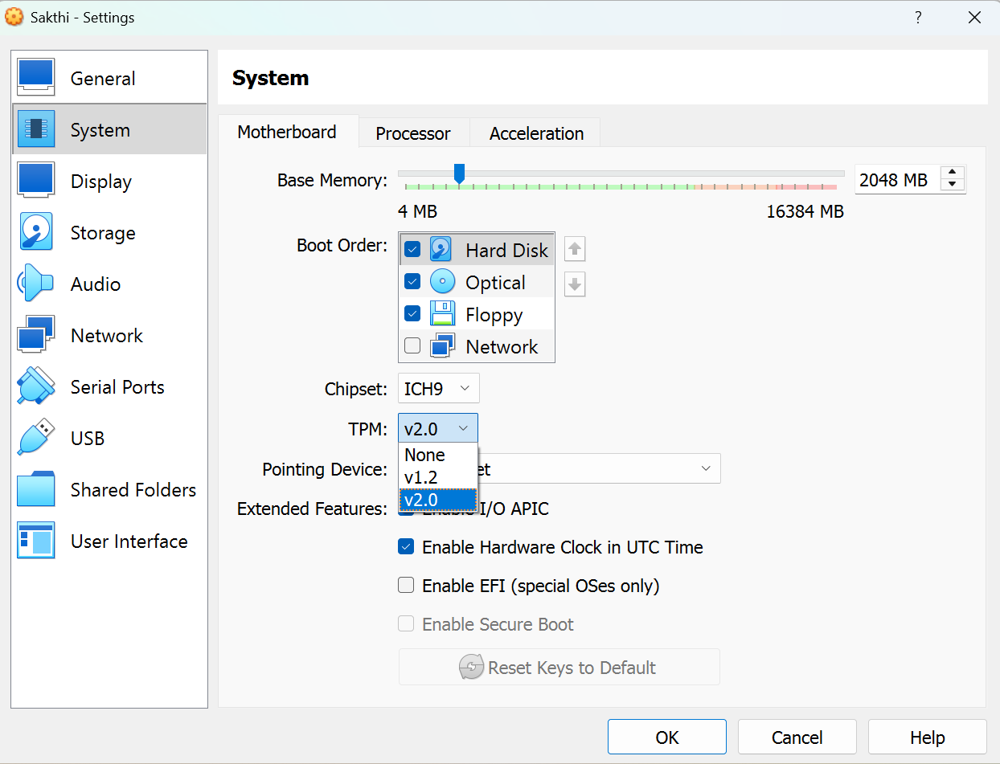 Sakthi - Settings
?
General
System
Display
Storage
Audio
Network
Serial Ports
USB
Shared Folders
User Interface
System
Motherboard Processor Acceleration
Base Memory: 2048 MB
4 MB 16384 MB
Boot Order:
Hard Disk
Optical
Floppy
Network
Chipset: ICH9
TPM: v2.0
None
v1.2
v2.0
Pointing Device: et
Extended Features: I/O APIC
Enable Hardware Clock in UTC Time
Enable EFI (special OSes only)
Enable Secure Boot
Reset Keys to Default
OK Cancel Help